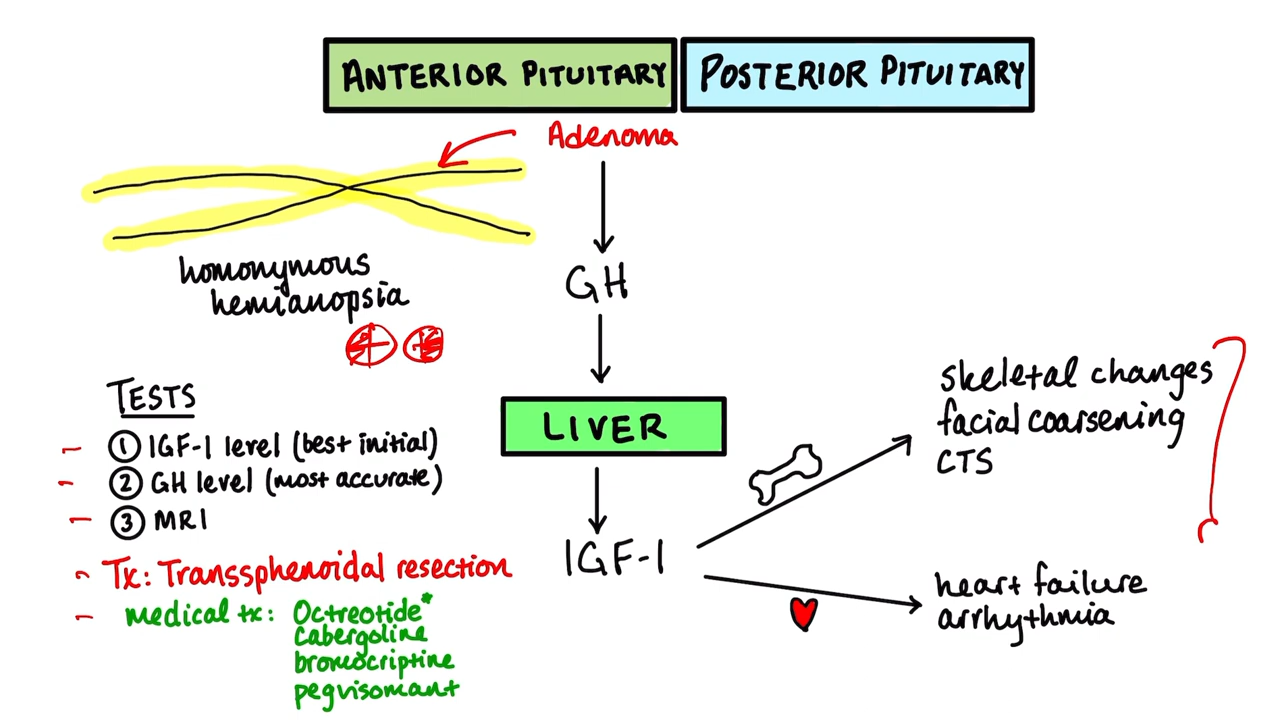 ANTERIOR PITUITARY
POSTERIOR PITUITARY
Adenoma
homonymous
hemianopsia
GH
LIVER
IGF-1
skeletal changes
facial coarsening
CTS
heart failure
arrhythmia
TESTS
① IGF-1 level (best initial)
② GH level (most accurate)
③ MRI
Tx: Transsphenoidal resection
medical tx: Octreotide*
cabergoline
bromocriptine
pegvisomant